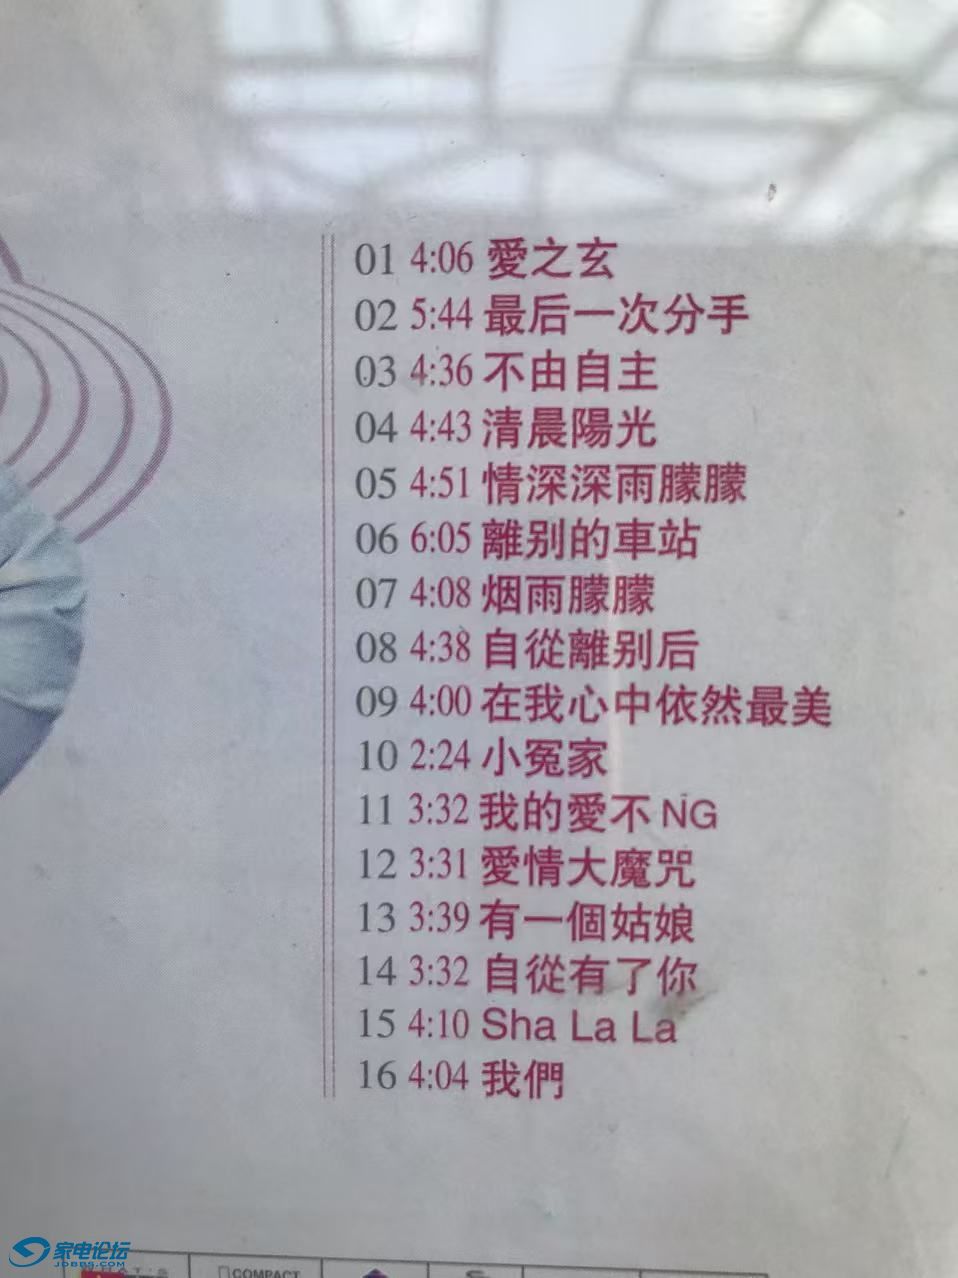 01 4:06 愛之玄
02 5:44 最后一次分手
03 4:36 不由自主
04 4:43 清晨陽光
05 4:51 情深深雨朦朦
06 6:05 離别的車站
07 4:08 烟雨朦朦
08 4:38 自從離别后
09 4:00 在我心中依然最美
10 2:24 小冤家
11 3:32 我的愛不 NG
12 3:31 愛情大魔咒
13 3:39 有一個姑娘
14 3:32 自從有了你
15 4:10 Sha La La
16 4:04 我們
家电论坛
JDBBS.COM
COMPACT